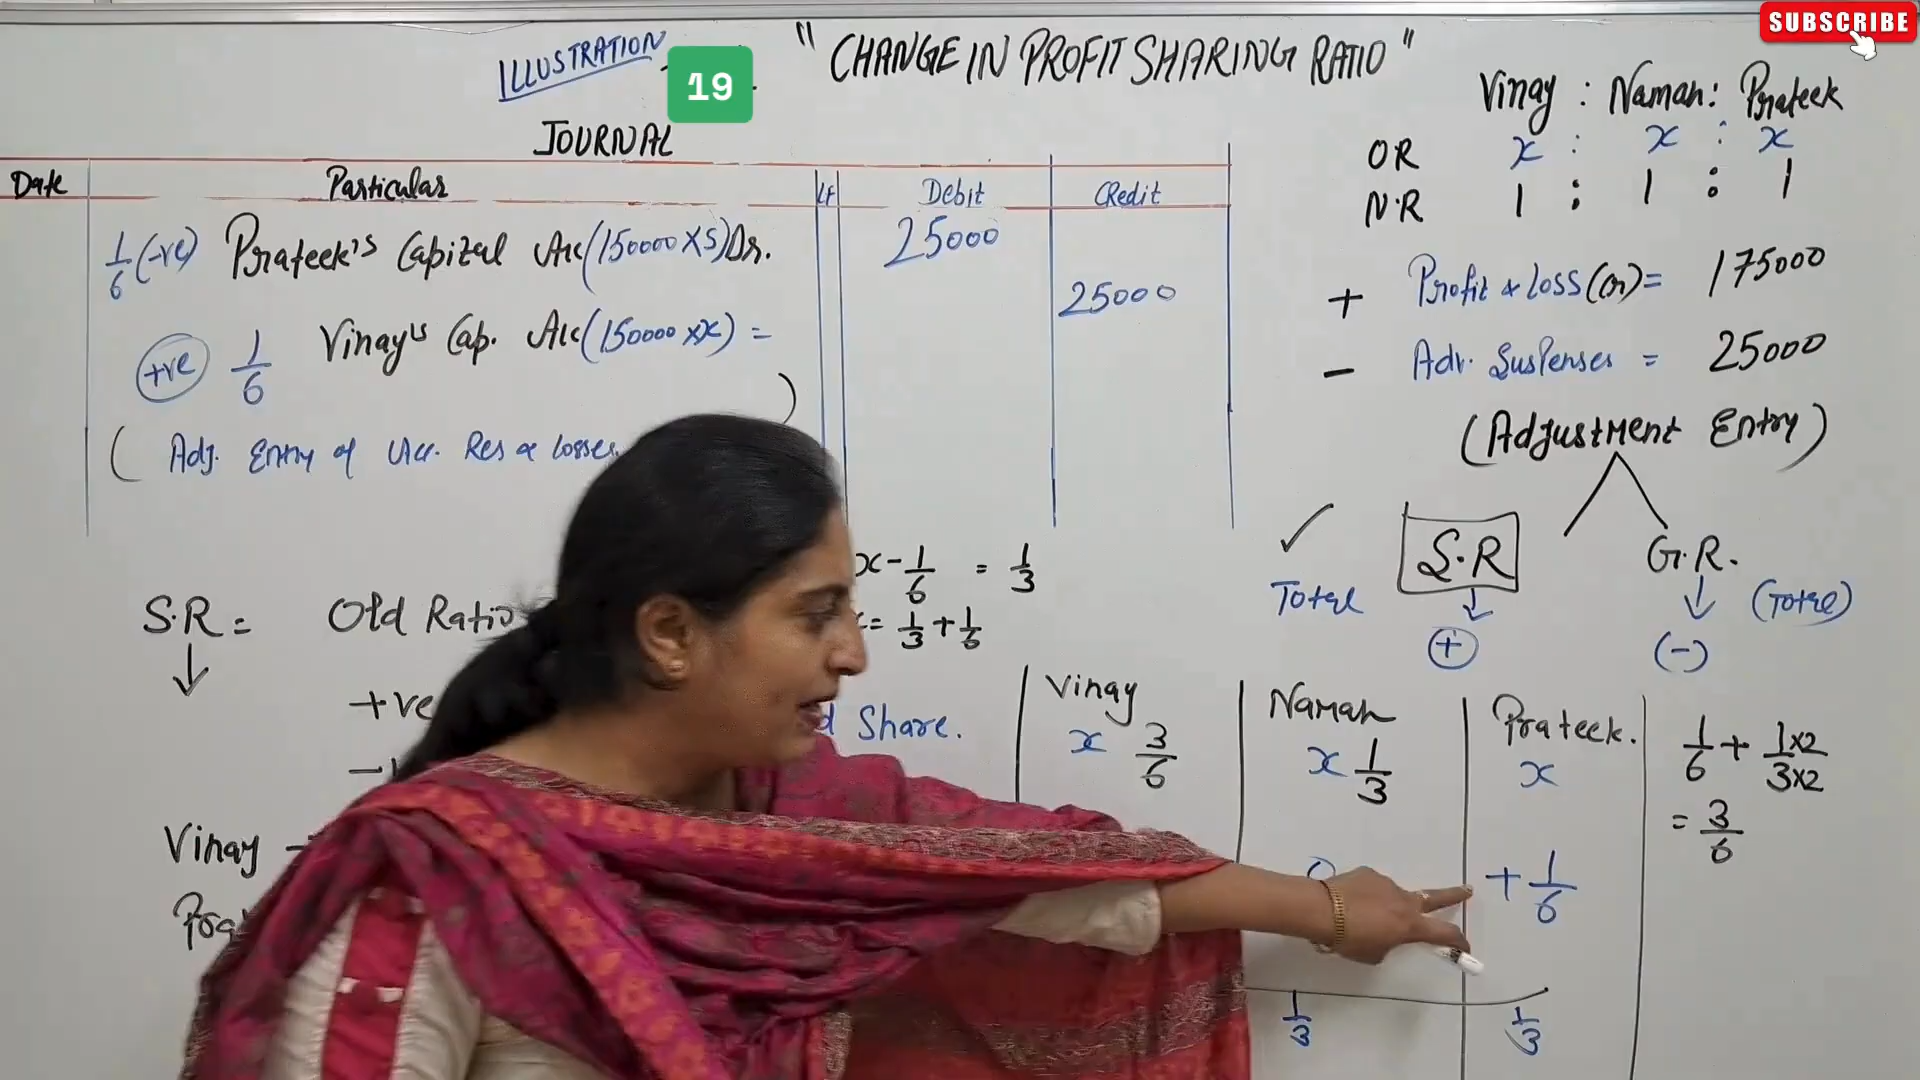 SUBSCRIBE
ILLUSTRATION - 19 .
"CHANGE IN PROFIT SHARING RATIO"
Vinay : Naman : Prateek
OR x : x : x
N.R 1 : 1 : 1
JOURNAL
Date Particular Lf Debit Credit
1/6 (-ve) Prateek's Capital A/c (150000 X S) Dr. 25000
25000
+ve 1/6 Vinay's Cap. A/c (150000 X x) =
( Adj. Entry of Acc. Res & losses )
+ Profit & Loss (Cr) = 175000
- Adv. Suspenses = 25000
(Adjustment Entry)
S.R G.R.
Total + (-) (Total)
S.R = Old Ratio
+ve
x - 1/6 = 1/3
= 1/3 + 1/6
Share.
Vinay Naman Prateek.
x 3/6 x 1/3 x
1/6 + 1x2/3x2
= 3/6
0 + 1/6
1/3 1/3
Vinay -
Pra